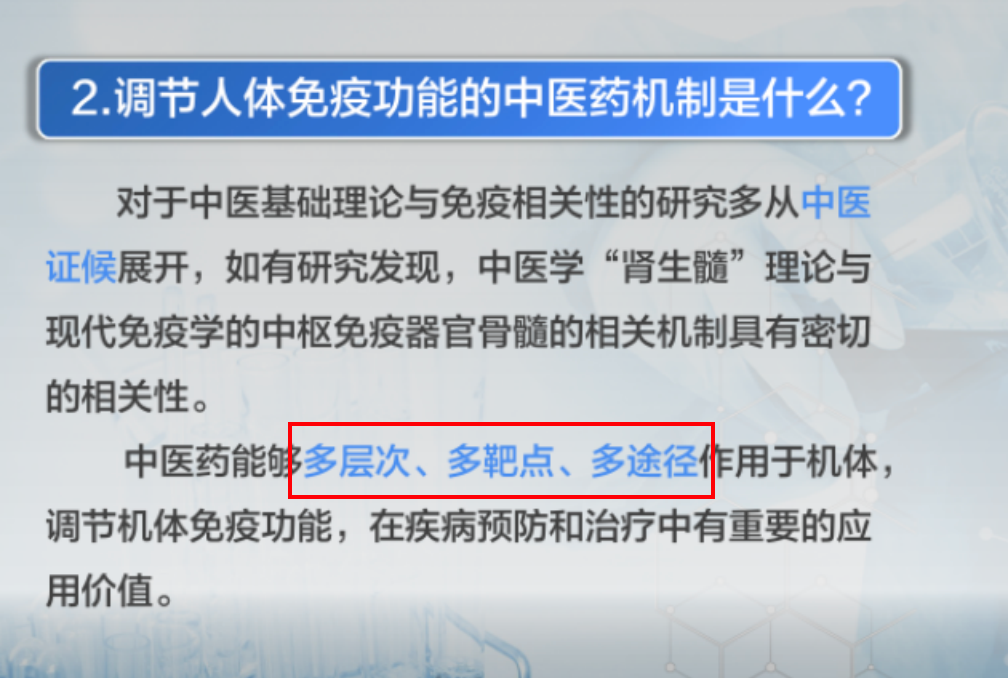 2.调节人体免疫功能的中医药机制是什么?
对于中医基础理论与免疫相关性的研究多从中医
证候展开，如有研究发现，中医学“肾生髓”理论与
现代免疫学的中枢免疫器官骨髓的相关机制具有密切
的相关性。
中医药能够多层次、多靶点、多途径作用于机体，
调节机体免疫功能，在疾病预防和治疗中有重要的应
用价值。